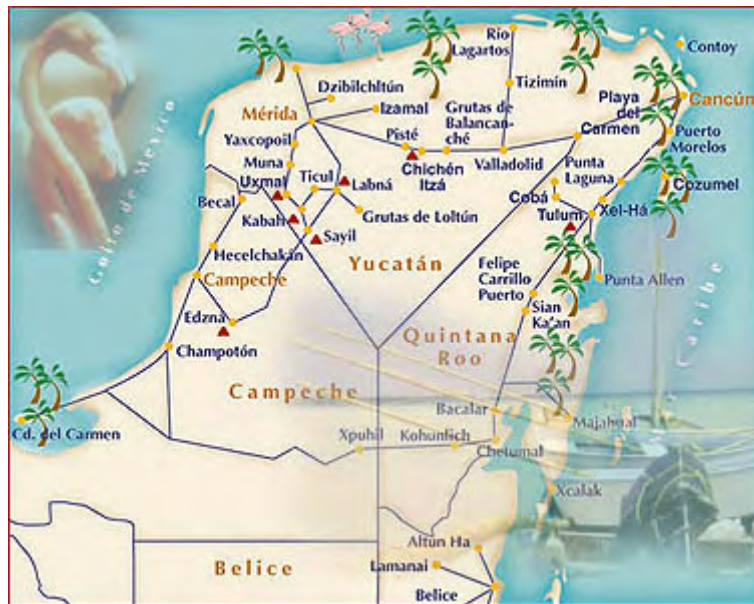 Río
Lagartos
Contoy
Dzibilchltún
Tizimín
Cancún
Izamal
Playa
del
Carmen
Mérida
Grutas de
Balancan-
ché
Puerto
Morelos
Yaxcopoil
Pisté
Chichén
Itzá
Valladolid
Punta
Laguna
Muna
Uxmal
Ticul
Labná
Cozumel
Becal
Cobá
Xel-Há
Kabah
Grutas de Loltún
Tulum
Sayil
Golfo de México
Hecelchakán
Yucatán
Felipe
Carrillo
Puerto
Campeche
Punta Allen
Edzná
Sian
Ka'an
Caribe
Champotón
Quintana
Roo
Campeche
Bacalar
Majahual
Cd. del Carmen
Xpuhil
Kohunlich
Chetumal
Xcalak
Altun Ha
Belice
Lamanai
Belice